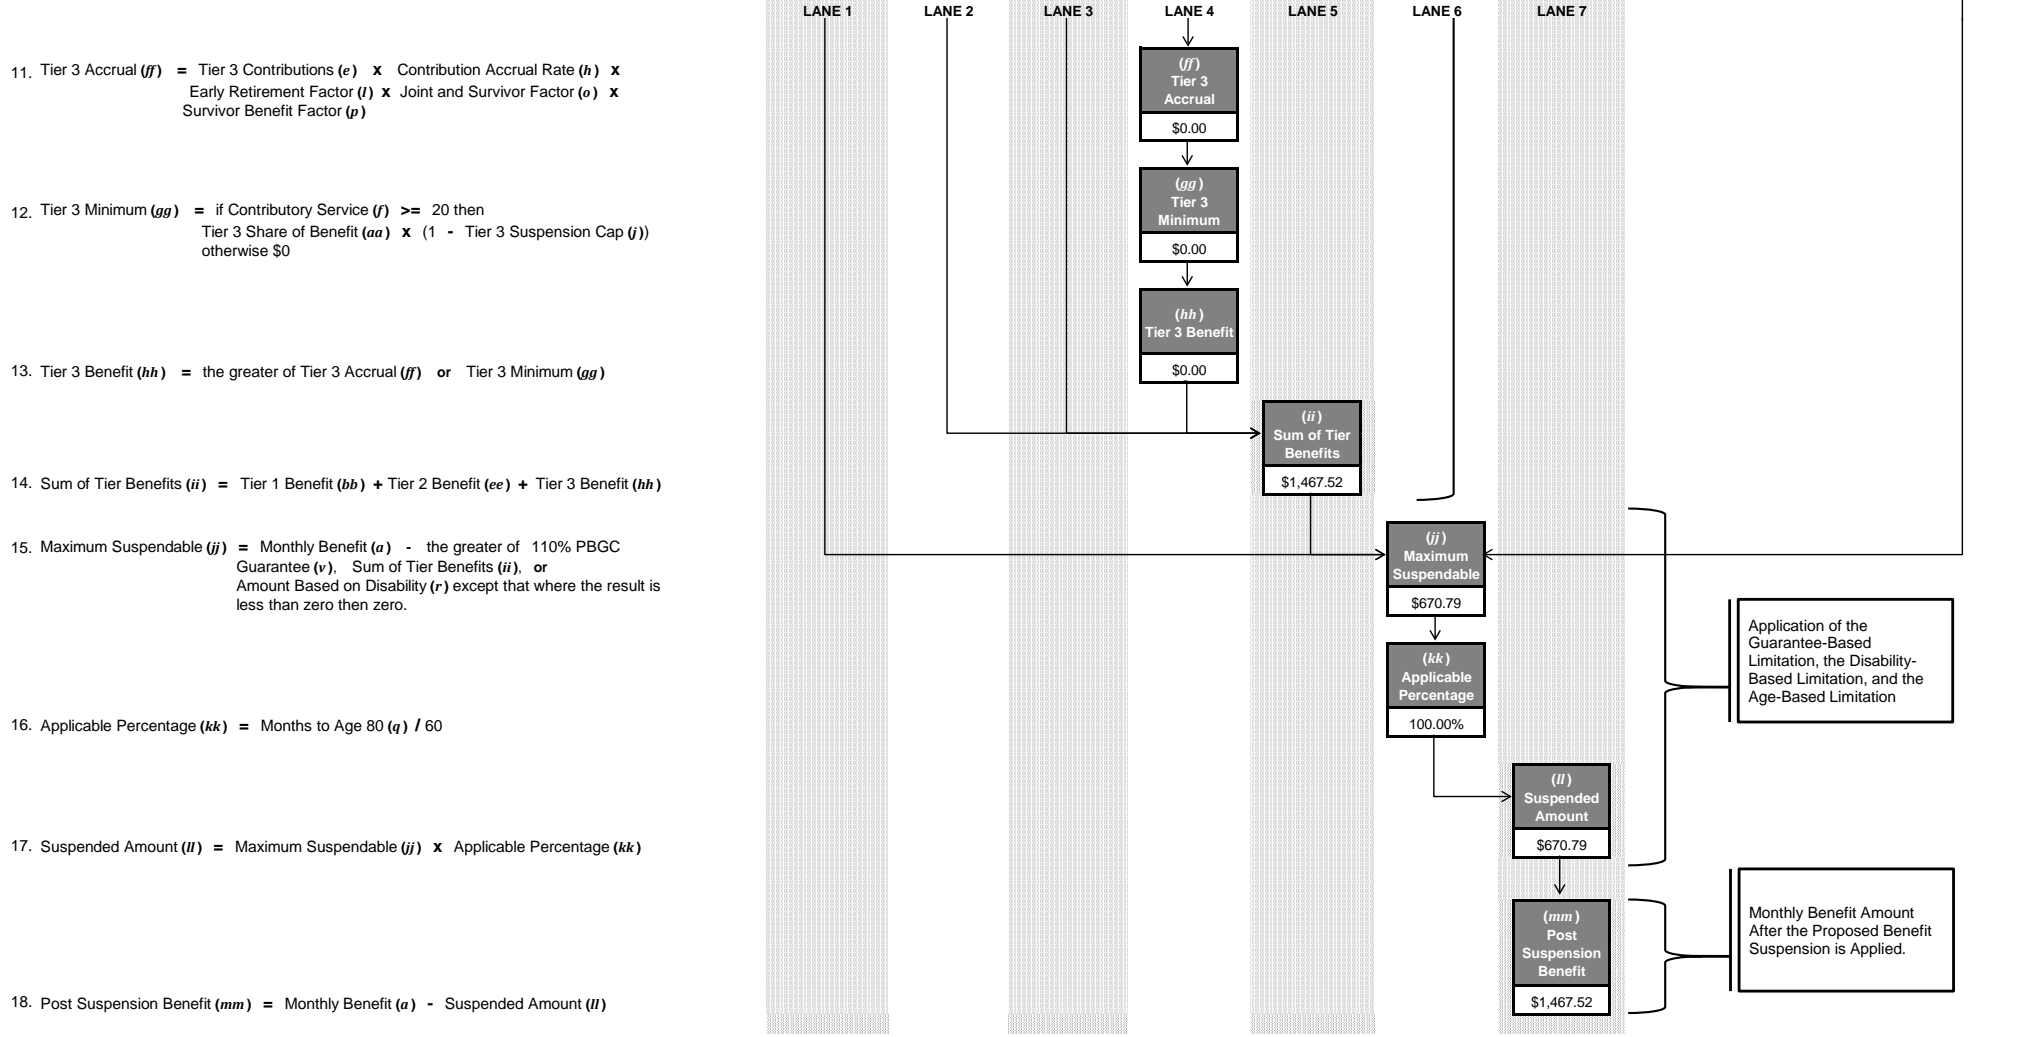 LANE 1 LANE 2 LANE 3 LANE 4 LANE 5 LANE 6 LANE 7
11. Tier 3 Accrual (ff) = Tier 3 Contributions (e) x Contribution Accrual Rate (h) x
Early Retirement Factor (l) x Joint and Survivor Factor (o) x
Survivor Benefit Factor (p)
(ff)
Tier 3
Accrual
$0.00
12. Tier 3 Minimum (gg) = if Contributory Service (f) >= 20 then
Tier 3 Share of Benefit (aa) x (1 - Tier 3 Suspension Cap (j))
otherwise $0
(gg)
Tier 3
Minimum
$0.00
13. Tier 3 Benefit (hh) = the greater of Tier 3 Accrual (ff) or Tier 3 Minimum (gg)
(hh)
Tier 3 Benefit
$0.00
14. Sum of Tier Benefits (ii) = Tier 1 Benefit (bb) + Tier 2 Benefit (ee) + Tier 3 Benefit (hh)
(ii)
Sum of Tier
Benefits
$1,467.52
15. Maximum Suspendable (jj) = Monthly Benefit (a) - the greater of 110% PBGC
Guarantee (v), Sum of Tier Benefits (ii), or
Amount Based on Disability (r) except that where the result is
less than zero then zero.
(jj)
Maximum
Suspendable
$670.79
Application of the
Guarantee-Based
Limitation, the Disability-
Based Limitation, and the
Age-Based Limitation
16. Applicable Percentage (kk) = Months to Age 80 (q) / 60
(kk)
Applicable
Percentage
100.00%
17. Suspended Amount (ll) = Maximum Suspendable (jj) x Applicable Percentage (kk)
(ll)
Suspended
Amount
$670.79
18. Post Suspension Benefit (mm) = Monthly Benefit (a) - Suspended Amount (ll)
(mm)
Post
Suspension
Benefit
$1,467.52
Monthly Benefit Amount
After the Proposed Benefit
Suspension is Applied.